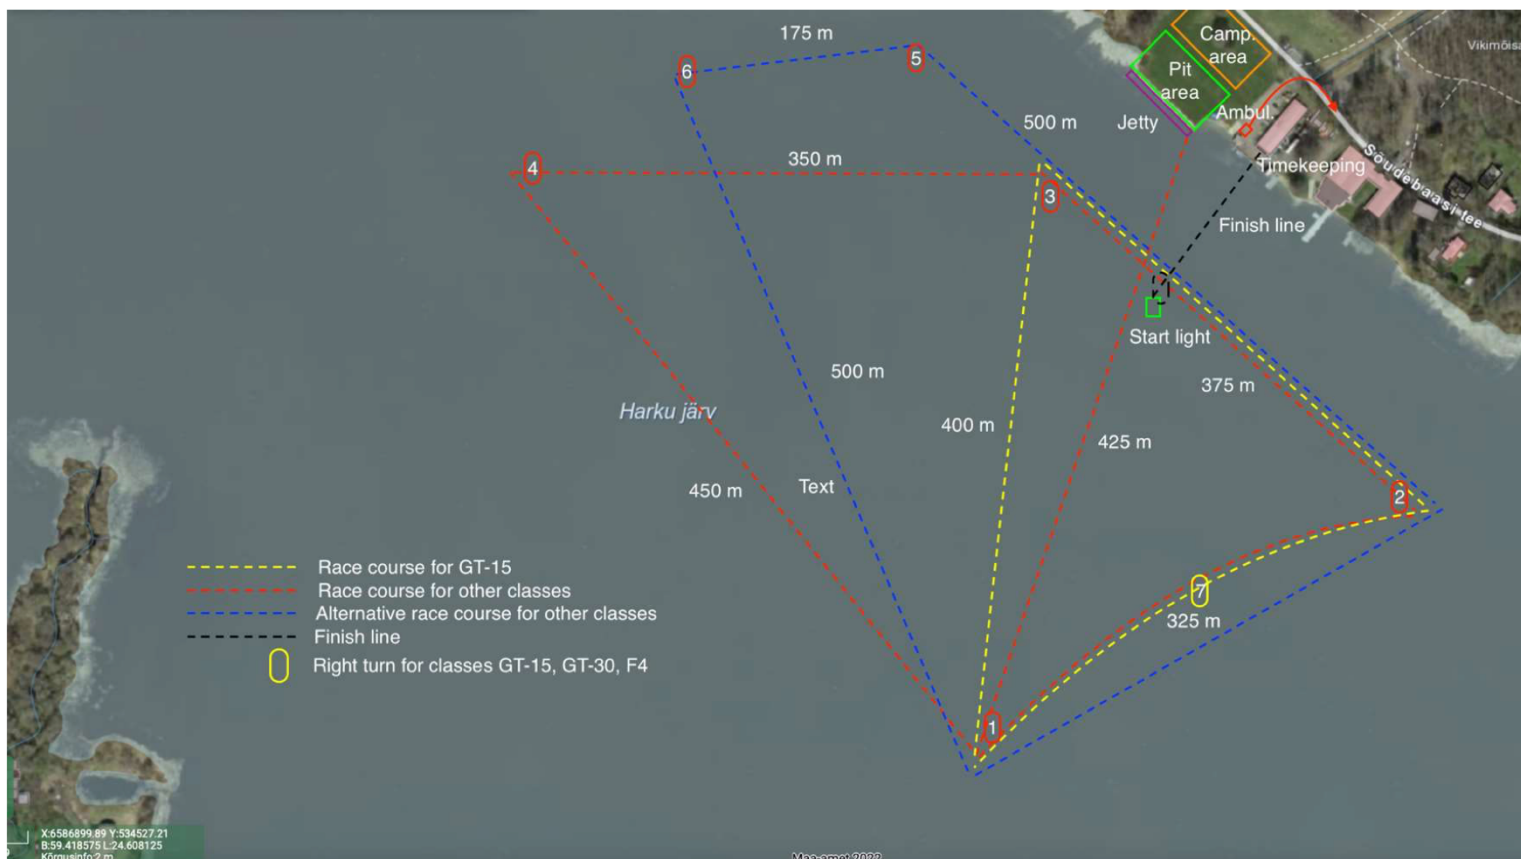 175 m
5
6
Camp.
area
Vikimõisa
Pit
area
500 m
Jetty
Ambul.
350 m
4
Timekeeping
Sõudebaasi tee
3
Finish line
Start light
500 m
375 m
Harku järv
400 m
425 m
450 m
Text
2
Race course for GT-15
Race course for other classes
7
Alternative race course for other classes
325 m
Finish line
Right turn for classes GT-15, GT-30, F4
1
X:6586899.89 Y:534527.21
B:59.418575 L:24.608125
Kõrgusinfo:2 m
Maa-amet 2022